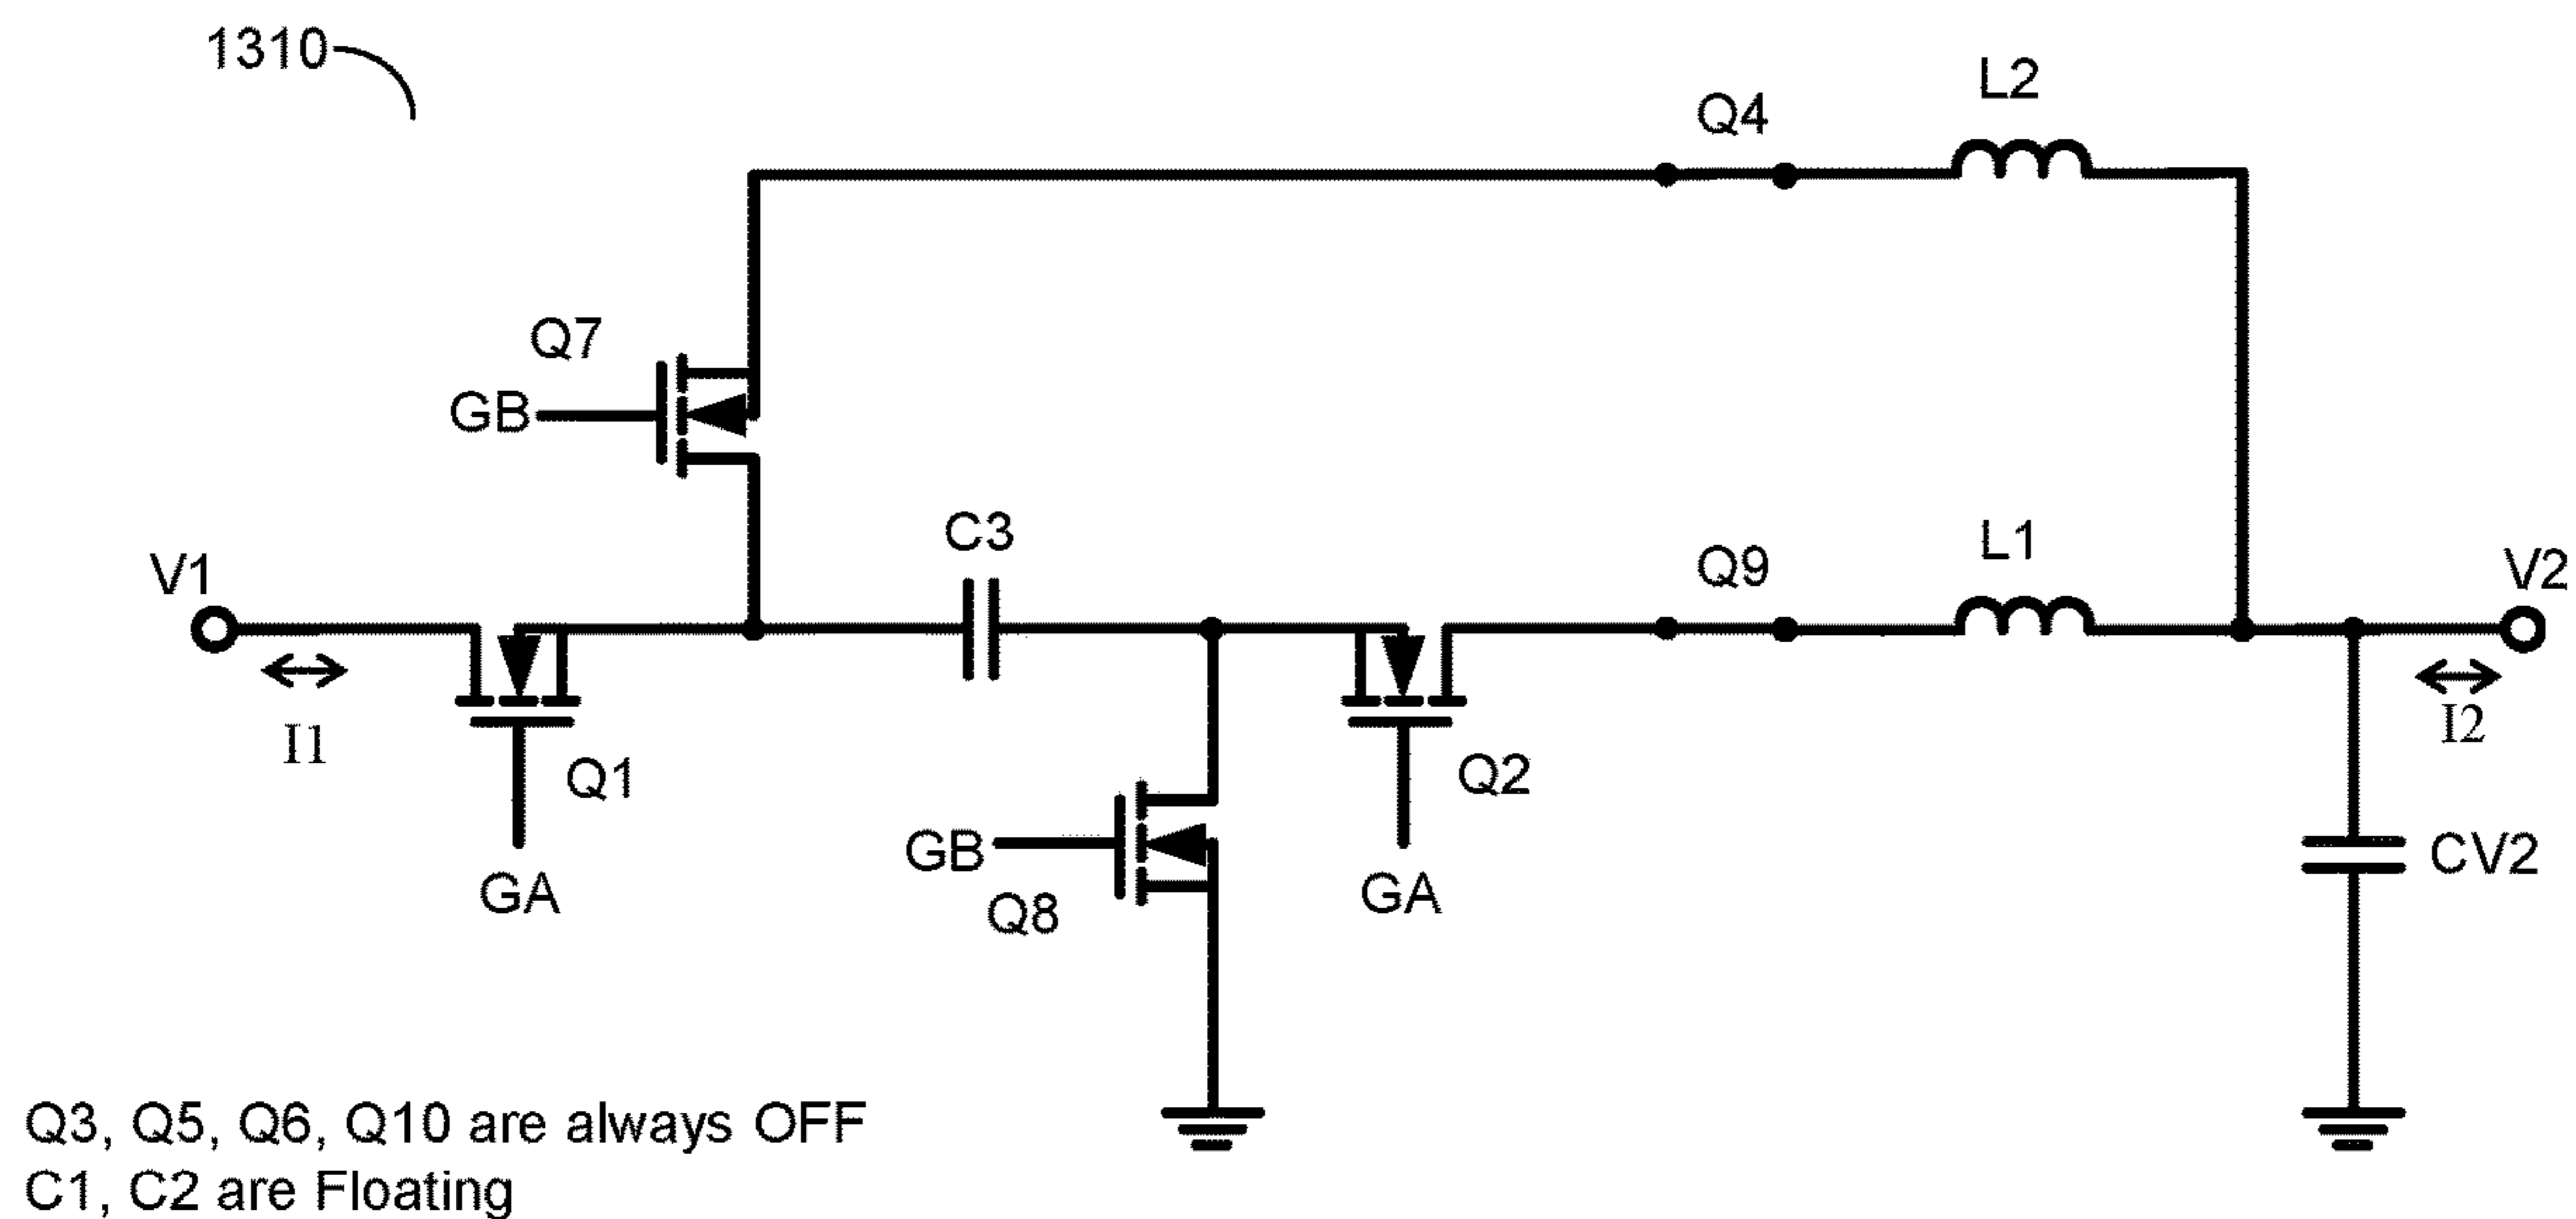 1310
L2
Q4
Q7
GB
C3
Q9
L1
V1
V2
I1
I2
Q1
Q2
GA
GB
Q8
GA
CV2
Q3, Q5, Q6, Q10 are always OFF
C1, C2 are Floating